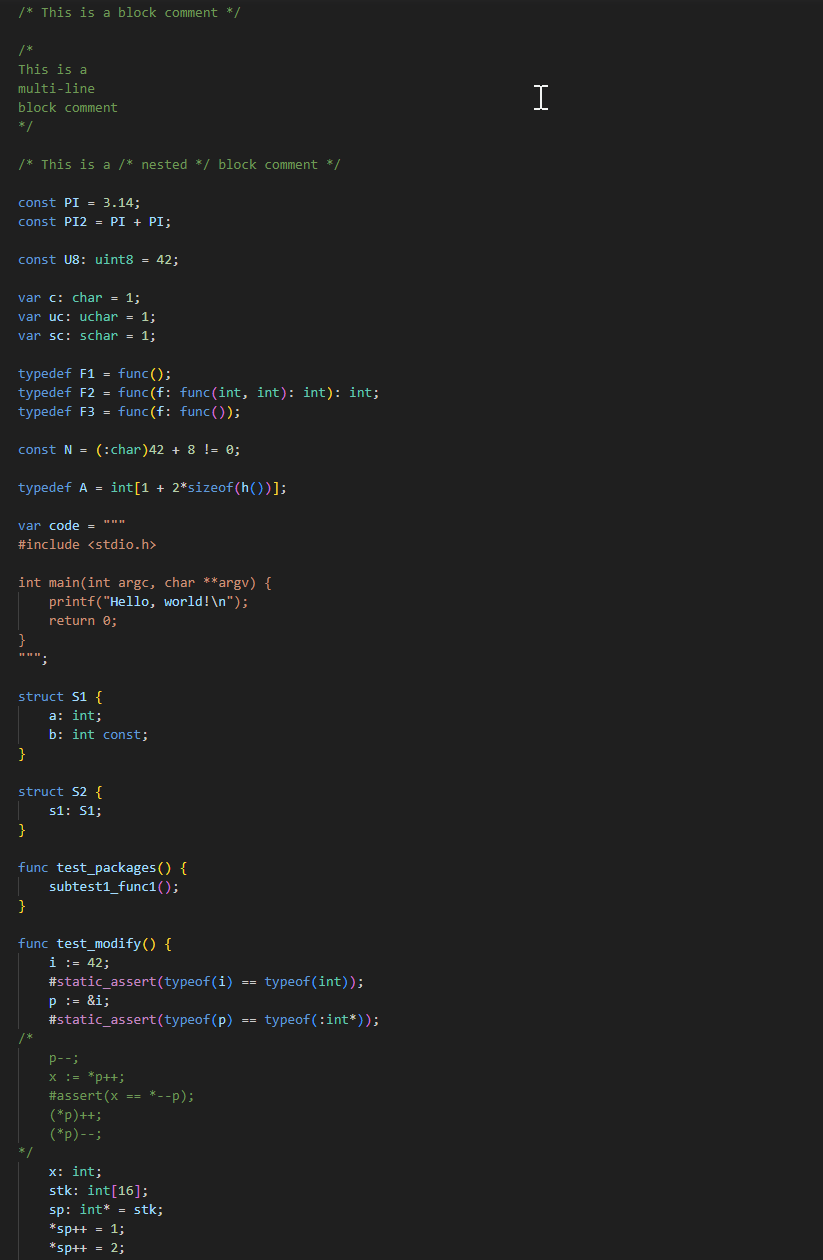 /* This is a block comment */

/*
This is a
multi-line
block comment
*/

/* This is a /* nested */ block comment */

const PI = 3.14;
const PI2 = PI + PI;

const U8: uint8 = 42;

var c: char = 1;
var uc: uchar = 1;
var sc: schar = 1;

typedef F1 = func();
typedef F2 = func(f: func(int, int): int): int;
typedef F3 = func(f: func());

const N = (:char)42 + 8 != 0;

typedef A = int[1 + 2*sizeof(h())];

var code = """
#include <stdio.h>

int main(int argc, char **argv) {
    printf("Hello, world!\n");
    return 0;
}
""";

struct S1 {
    a: int;
    b: int const;
}

struct S2 {
    s1: S1;
}

func test_packages() {
    subtest1_func1();
}

func test_modify() {
    i := 42;
    #static_assert(typeof(i) == typeof(int));
    p := &i;
    #static_assert(typeof(p) == typeof(:int*));
/*
    p--;
    x := *p++;
    #assert(x == *--p);
    (*p)++;
    (*p)--;
*/
    x: int;
    stk: int[16];
    sp: int* = stk;
    *sp++ = 1;
    *sp++ = 2;